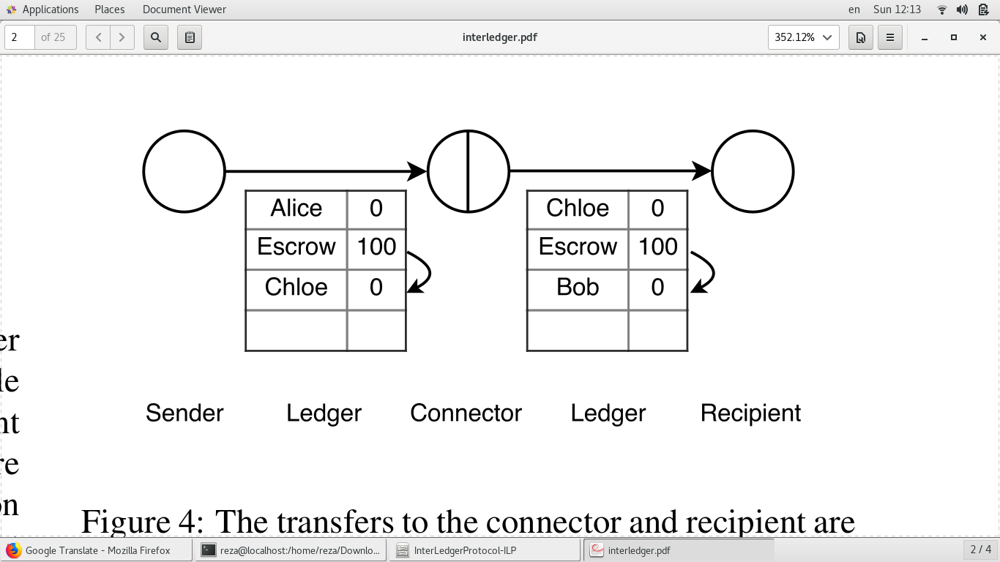 Applications Places Document Viewer en Sun 12:13
2 of 25 interledger.pdf 352.12%
Alice 0
Escrow 100
Chloe 0
Chloe 0
Escrow 100
Bob 0
Sender Ledger Connector Ledger Recipient
er
le
nt
re
on
Figure 4: The transfers to the connector and recipient are
Google Translate - Mozilla Firefox reza@localhost:/home/reza/Downlo... InterLedgerProtocol-ILP interledger.pdf 2 / 4